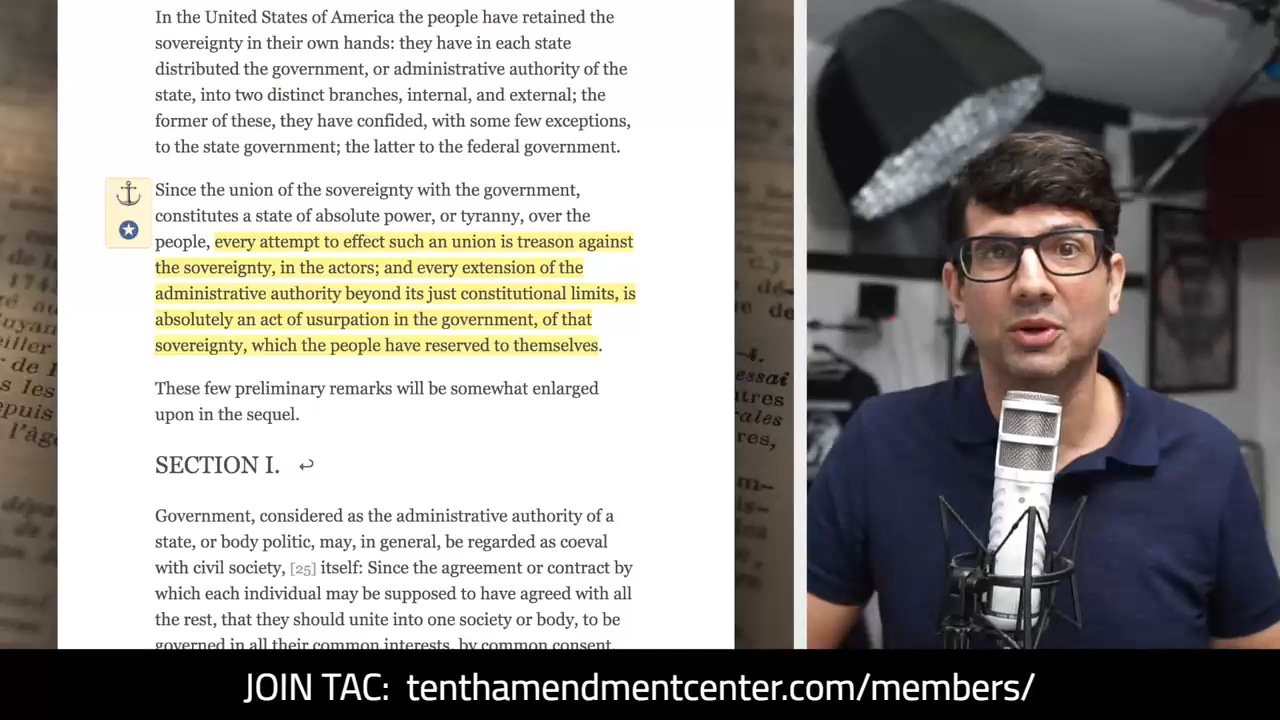 In the United States of America the people have retained the
sovereignty in their own hands: they have in each state
distributed the government, or administrative authority of the
state, into two distinct branches, internal, and external; the
former of these, they have confided, with some few exceptions,
to the state government; the latter to the federal government.
Since the union of the sovereignty with the government,
constitutes a state of absolute power, or tyranny, over the
people, every attempt to effect such an union is treason against
the sovereignty, in the actors; and every extension of the
administrative authority beyond its just constitutional limits, is
absolutely an act of usurpation in the government, of that
sovereignty, which the people have reserved to themselves.
These few preliminary remarks will be somewhat enlarged
upon in the sequel.
SECTION I. ↩
Government, considered as the administrative authority of a
state, or body politic, may, in general, be regarded as coeval
with civil society, [25] itself: Since the agreement or contract by
which each individual may be supposed to have agreed with all
the rest, that they should unite into one society or body, to be
governed in all their common interests, by common consent
JOIN TAC: tenthamendmentcenter.com/members/